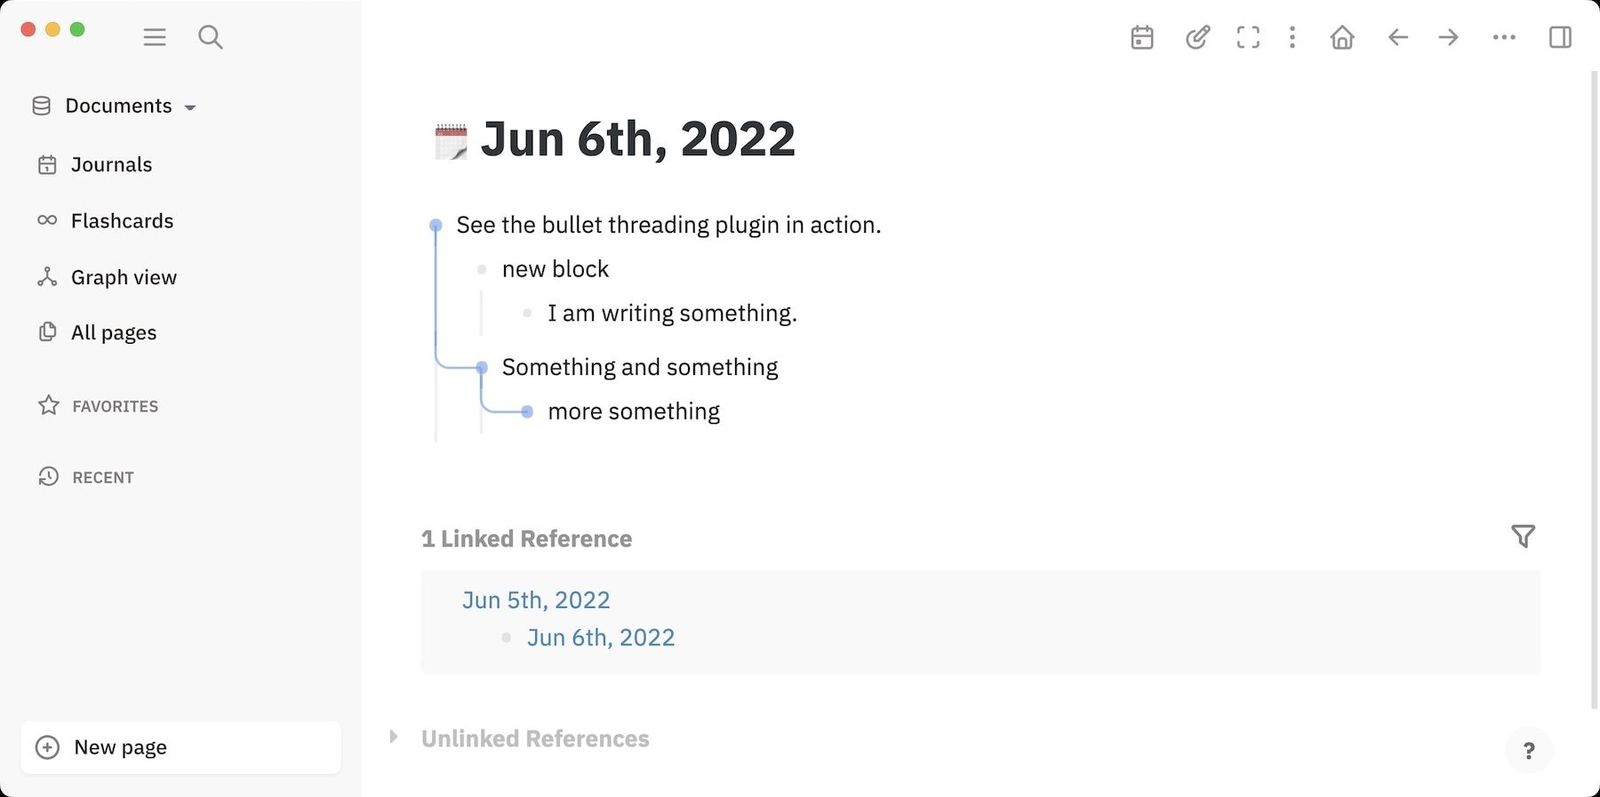 Documents
Journals
Flashcards
Graph view
All pages
FAVORITES
RECENT
New page
Jun 6th, 2022
See the bullet threading plugin in action.
new block
I am writing something.
Something and something
more something
1 Linked Reference
Jun 5th, 2022
Jun 6th, 2022
Unlinked References
?